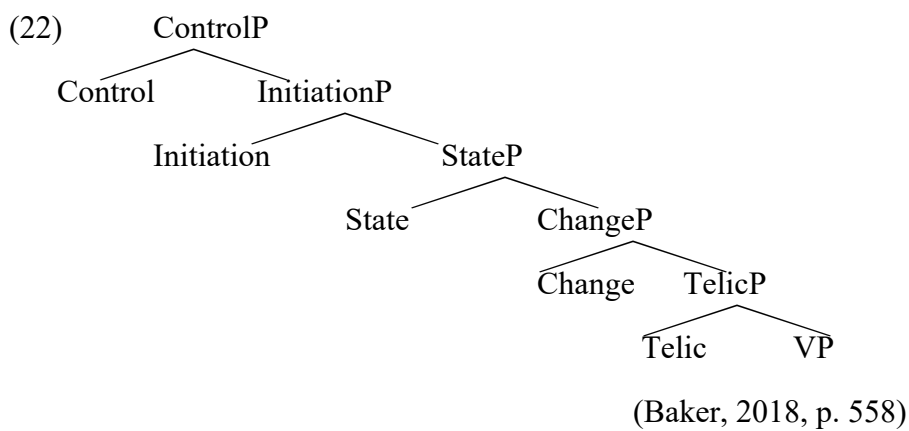 (22) ControlP
Control InitiationP
Initiation StateP
State ChangeP
Change TelicP
Telic VP
(Baker, 2018, p. 558)